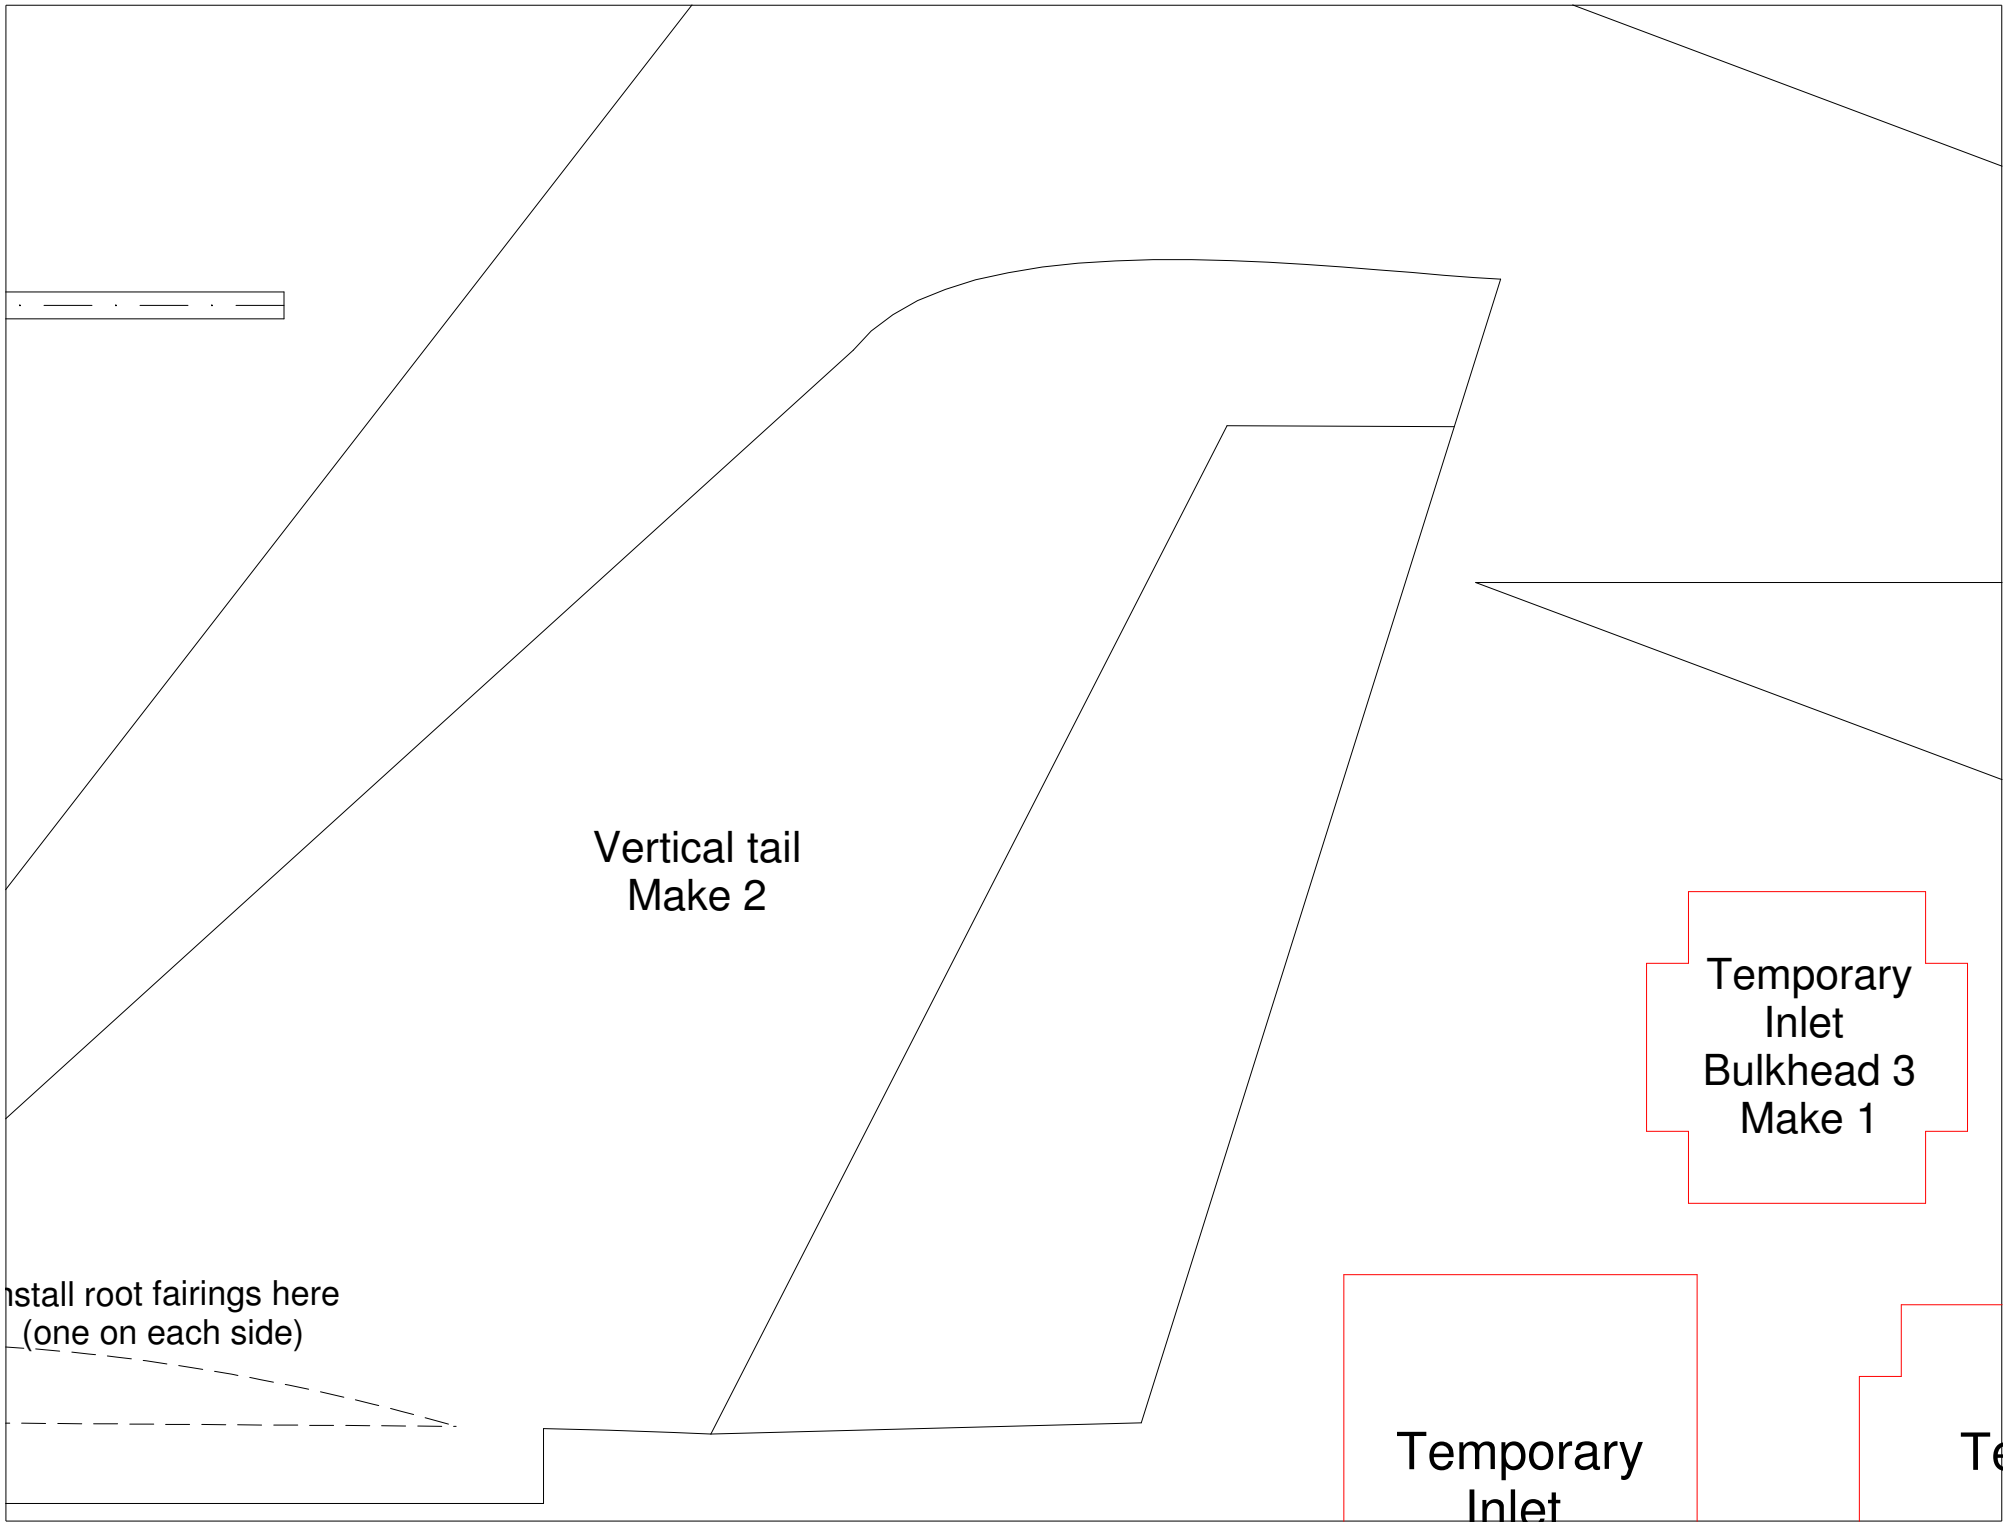 Vertical tail
Make 2
Temporary
Inlet
Bulkhead 3
Make 1
root fairings here
(one on each side)
Temporary
Inlet